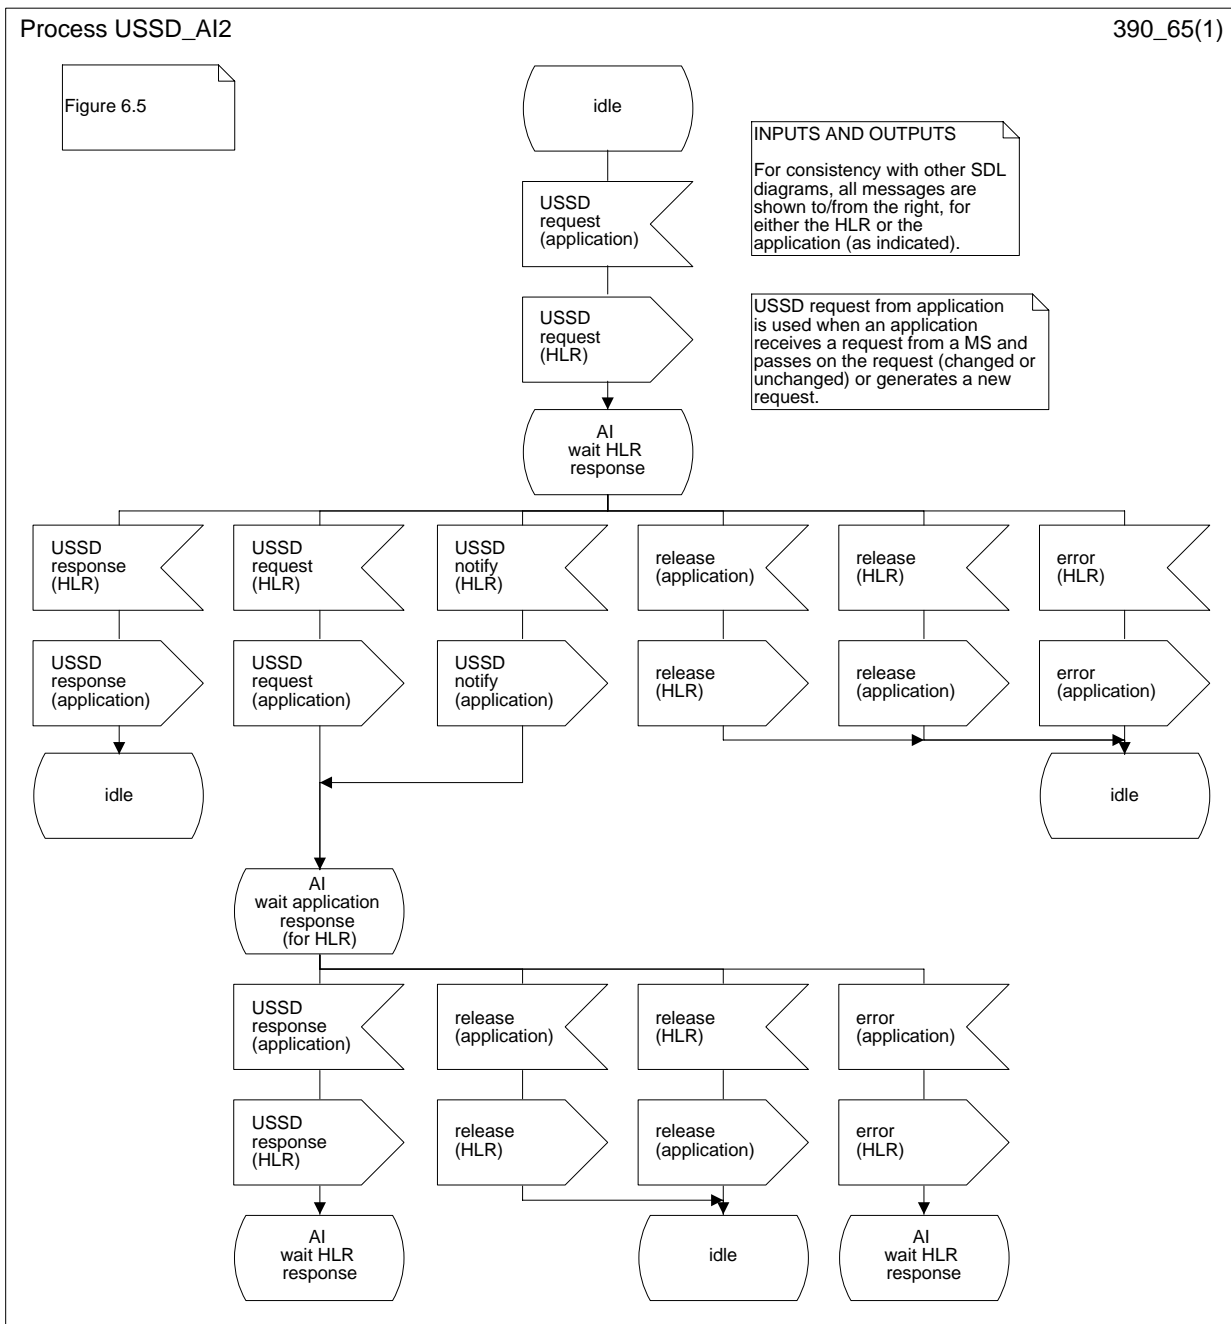 Process USSD_AI2
390_65(1)
Figure 6.5
idle
INPUTS AND OUTPUTS
For consistency with other SDL
diagrams, all messages are
shown to/from the right, for
either the HLR or the
application (as indicated).
USSD
request
(application)
USSD
request
(HLR)
USSD request from application
is used when an application
receives a request from a MS and
passes on the request (changed or
unchanged) or generates a new
request.
AI
wait HLR
response
USSD
response
(HLR)
USSD
request
(HLR)
USSD
notify
(HLR)
release
(application)
release
(HLR)
error
(HLR)
USSD
response
(application)
USSD
request
(application)
USSD
notify
(application)
release
(HLR)
release
(application)
error
(application)
idle
idle
AI
wait application
response
(for HLR)
USSD
response
(application)
release
(application)
release
(HLR)
error
(application)
USSD
response
(HLR)
release
(HLR)
release
(application)
error
(HLR)
AI
wait HLR
response
idle
AI
wait HLR
response